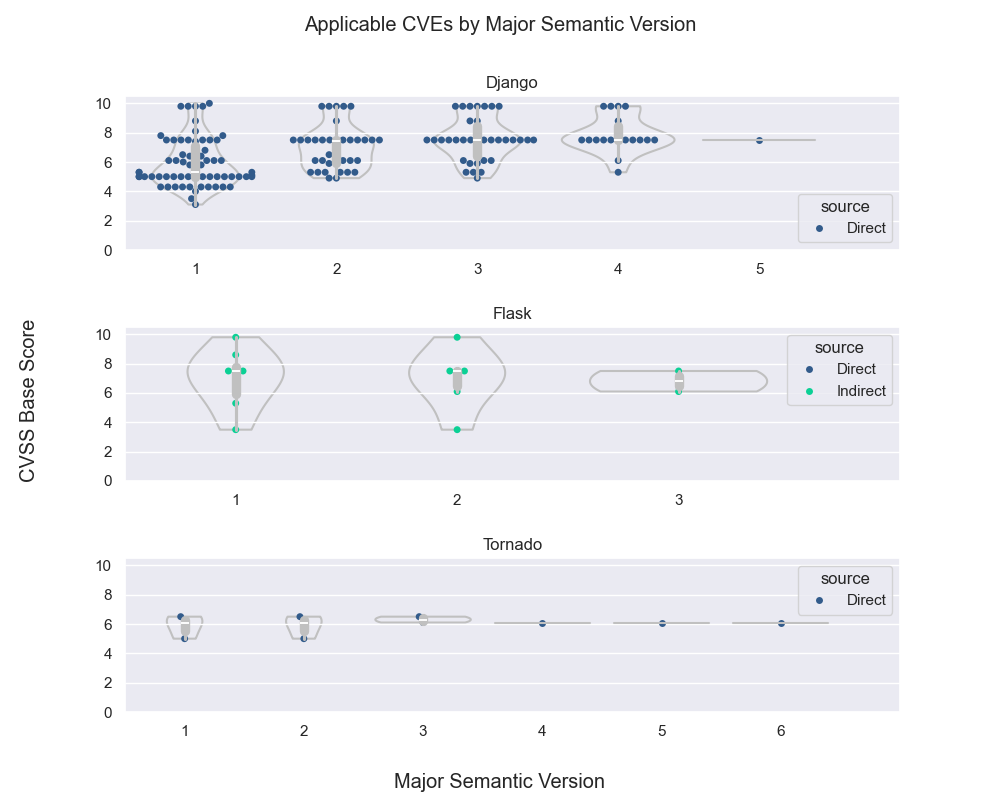 Applicable CVEs by Major Semantic Version
Django
10
8
6
4
2
0
source
Direct
1 2 3 4 5
CVSS Base Score
Flask
10
8
6
4
2
0
source
Direct
Indirect
1 2 3
Tornado
10
8
6
4
2
0
source
Direct
1 2 3 4 5 6
Major Semantic Version